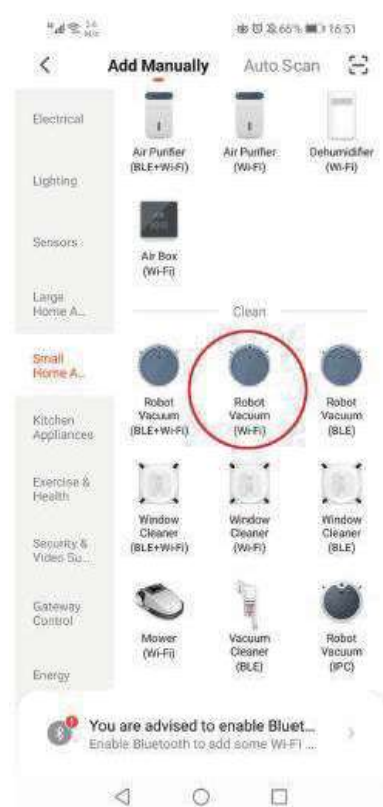 66% 16:51
Add Manually Auto Scan
Electrical
Lighting
Sensors
Large
Home A...
Small
Home A...
Kitchen
Appliances
Exercise &
Health
Security &
Video Su...
Gateway
Control
Energy
Air Purifier
(BLE+Wi-Fi)
Air Purifier
(Wi-Fi)
Dehumidifier
(Wi-Fi)
Air Box
(Wi-Fi)
Clean
Robot
Vacuum
(BLE+Wi-Fi)
Robot
Vacuum
(Wi-Fi)
Robot
Vacuum
(BLE)
Window
Cleaner
(BLE+Wi-Fi)
Window
Cleaner
(Wi-Fi)
Window
Cleaner
(BLE)
Mower
(Wi-Fi)
Vacuum
Cleaner
(BLE)
Robot
Vacuum
(IPC)
You are advised to enable Bluet...
Enable Bluetooth to add some Wi-Fi ...